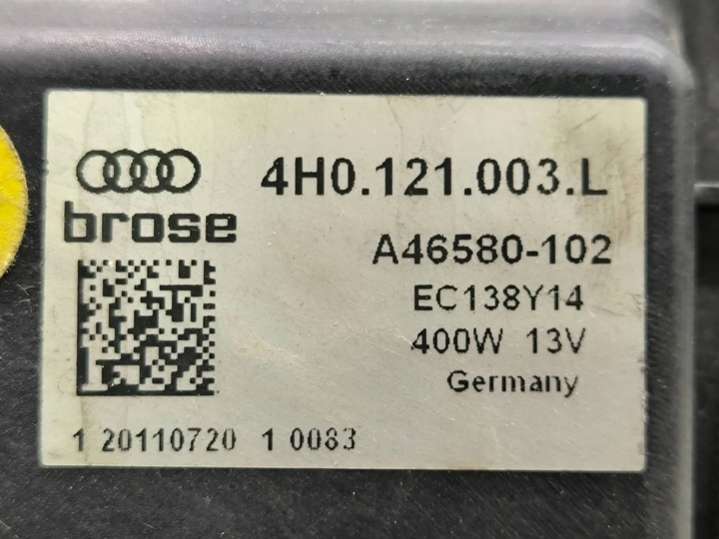 4H0.121.003.L
brose
A46580-102
EC138Y14
400W 13V
Germany
1 20110720 1 0083